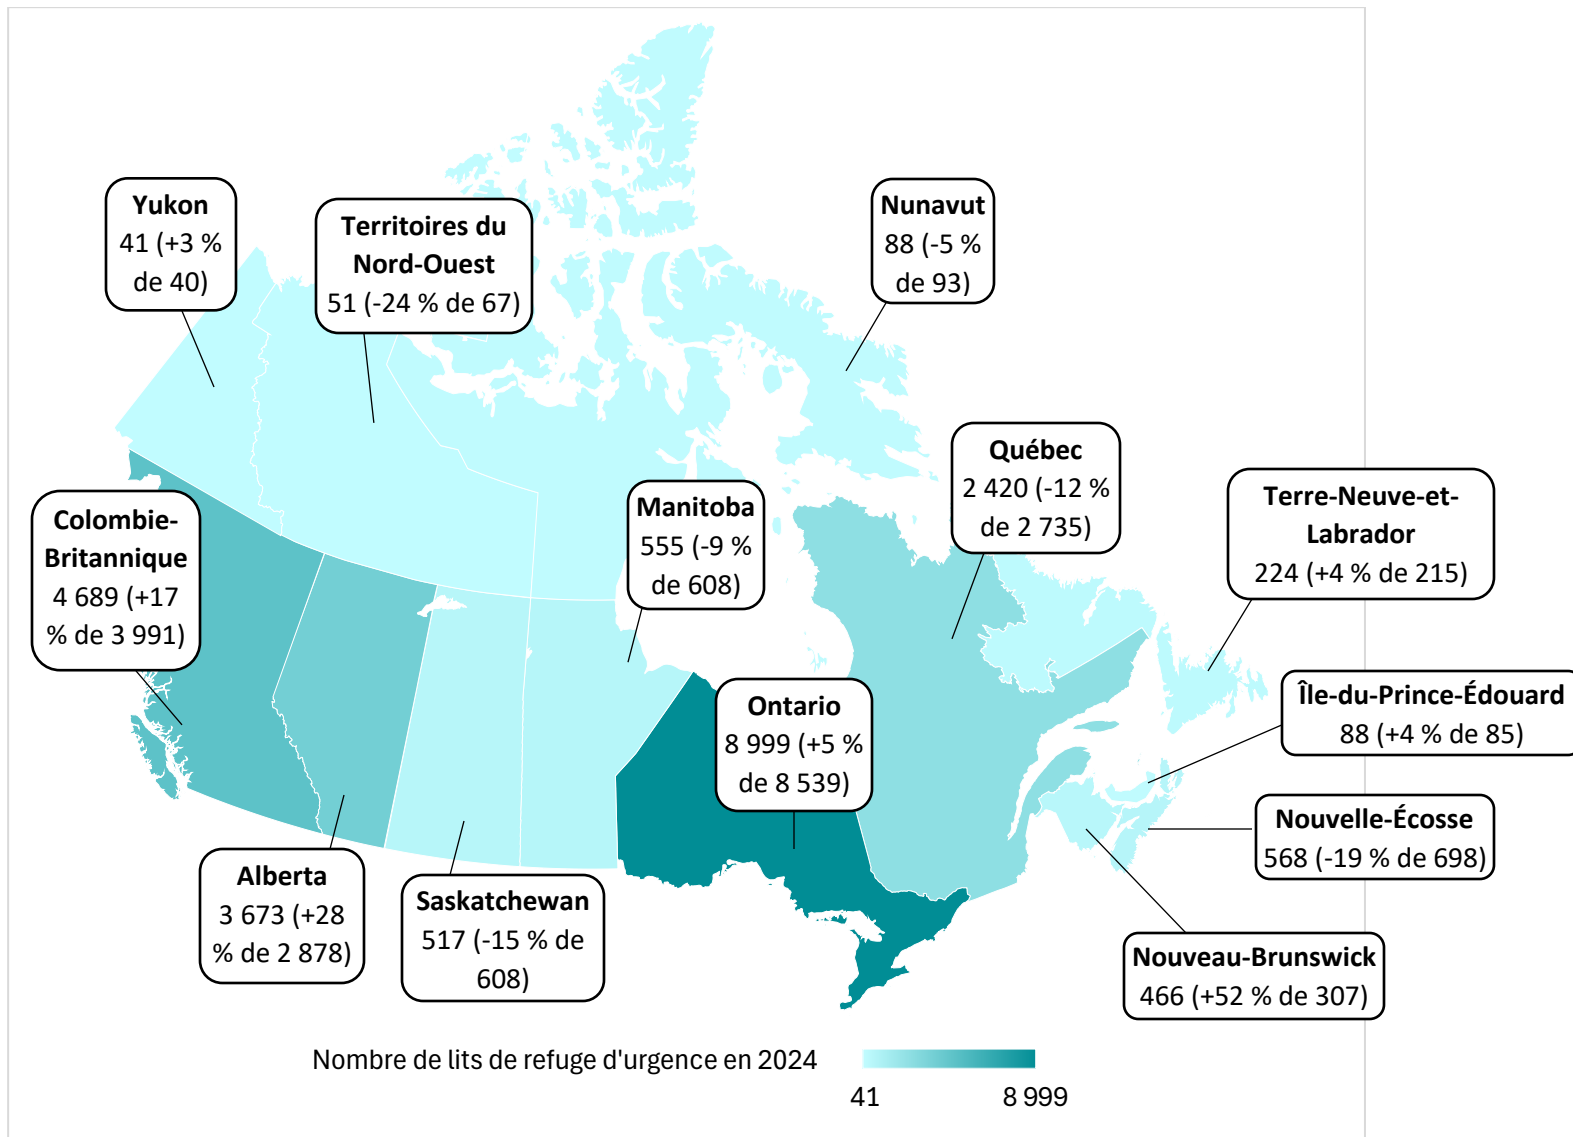 Yukon
41 (+3 %
de 40)
Territoires du
Nord-Ouest
51 (-24 % de 67)
Nunavut
88 (-5 %
de 93)
Colombie-
Britannique
4 689 (+17
% de 3 991)
Manitoba
555 (-9 %
de 608)
Québec
2 420 (-12 %
de 2 735)
Terre-Neuve-et-
Labrador
224 (+4 % de 215)
Île-du-Prince-Édouard
88 (+4 % de 85)
Ontario
8 999 (+5 %
de 8 539)
Nouvelle-Écosse
568 (-19 % de 698)
Alberta
3 673 (+28
% de 2 878)
Saskatchewan
517 (-15 % de
608)
Nouveau-Brunswick
466 (+52 % de 307)
Nombre de lits de refuge d'urgence en 2024
41
8 999